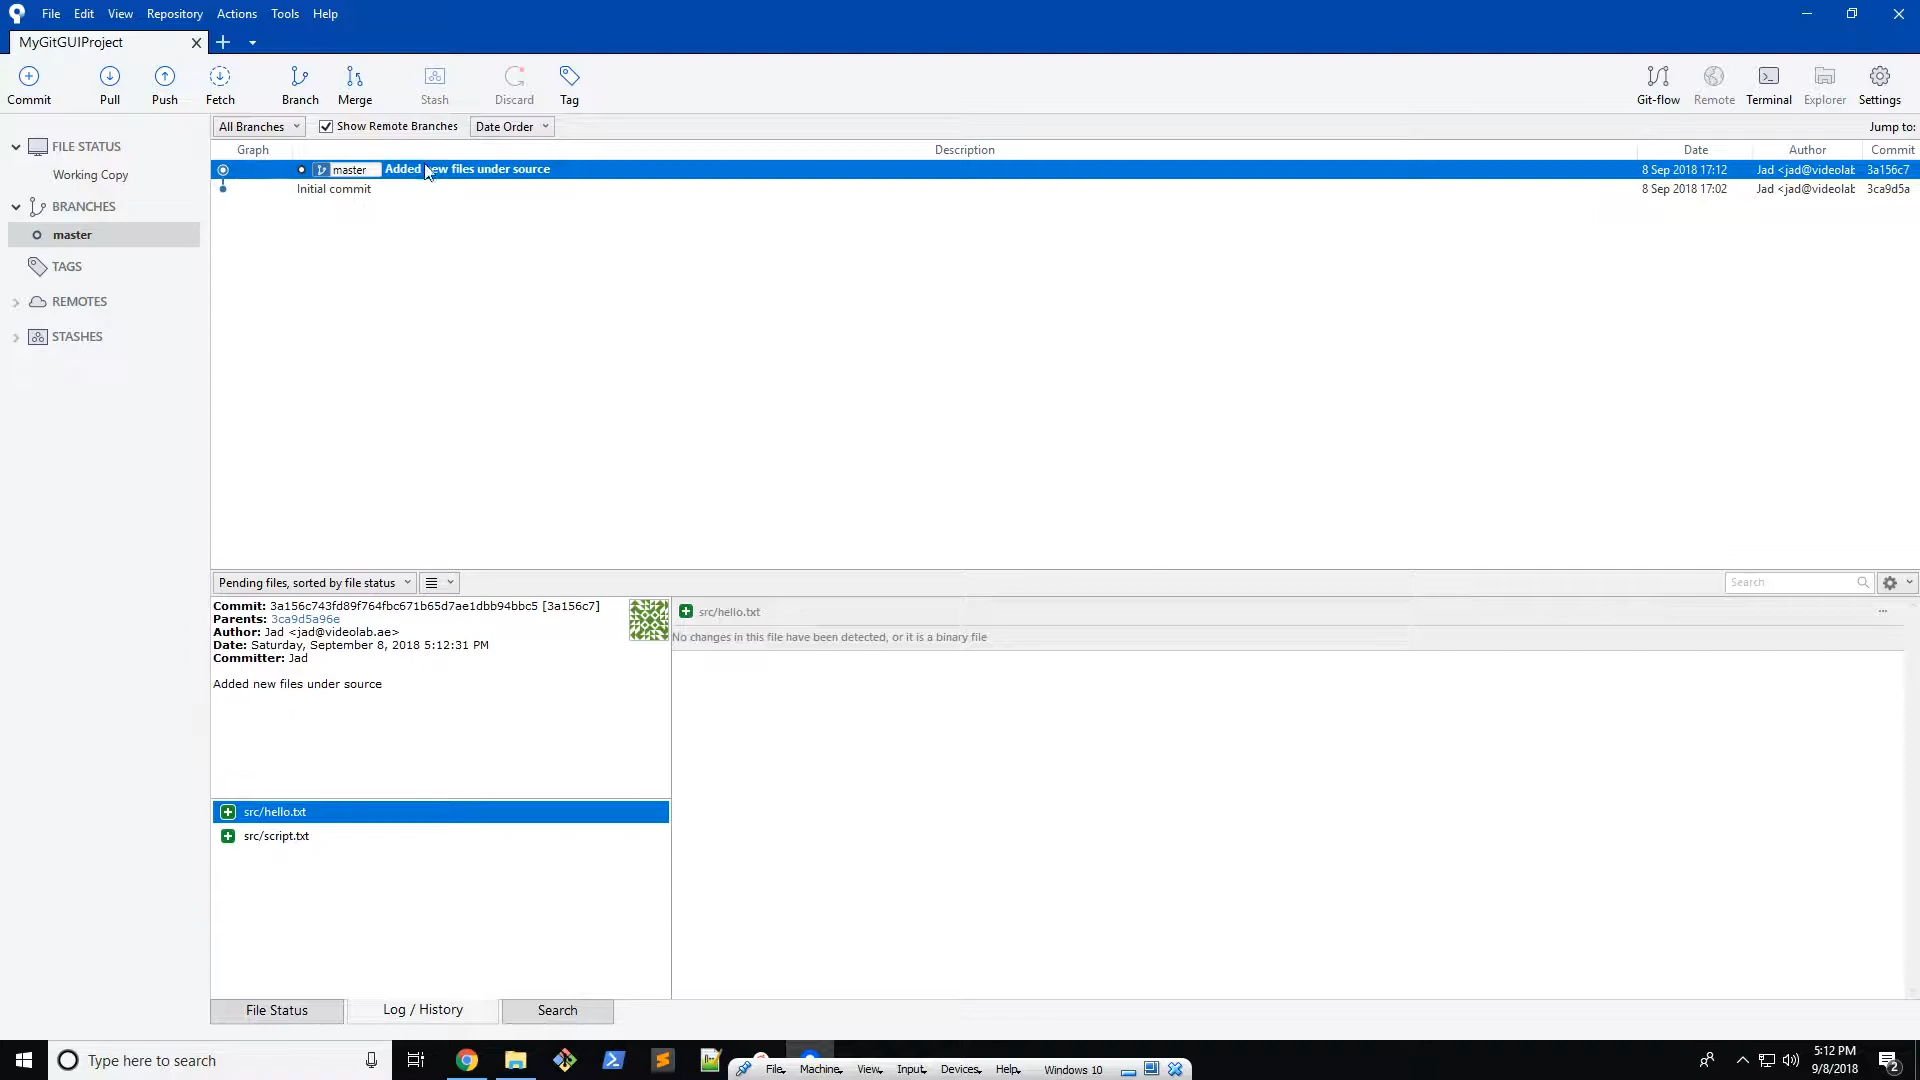 File Edit View Repository Actions Tools Help
MyGitGUIProject
Commit Pull Push Fetch Branch Merge Stash Discard Tag Git-flow Remote Terminal Explorer Settings
All Branches Show Remote Branches Date Order Jump to:
FILE STATUS
Working Copy
BRANCHES
master
TAGS
REMOTES
STASHES
Graph Description Date Author Commit
master Added new files under source 8 Sep 2018 17:12 Jad <jad@videolab 3a156c7
Initial commit 8 Sep 2018 17:02 Jad <jad@videolab 3ca9d5a
Pending files, sorted by file status Search
Commit: 3a156c743fd89f764fbc671b65d7ae1dbb94bbc5 [3a156c7]
Parents: 3ca9d5a96e
Author: Jad <jad@videolab.ae>
Date: Saturday, September 8, 2018 5:12:31 PM
Committer: Jad
Added new files under source
src/hello.txt
No changes in this file have been detected, or it is a binary file
src/hello.txt
src/script.txt
File Status Log / History Search
Type here to search
File Machine View Input Devices Help Windows 10
5:12 PM
9/8/2018
2